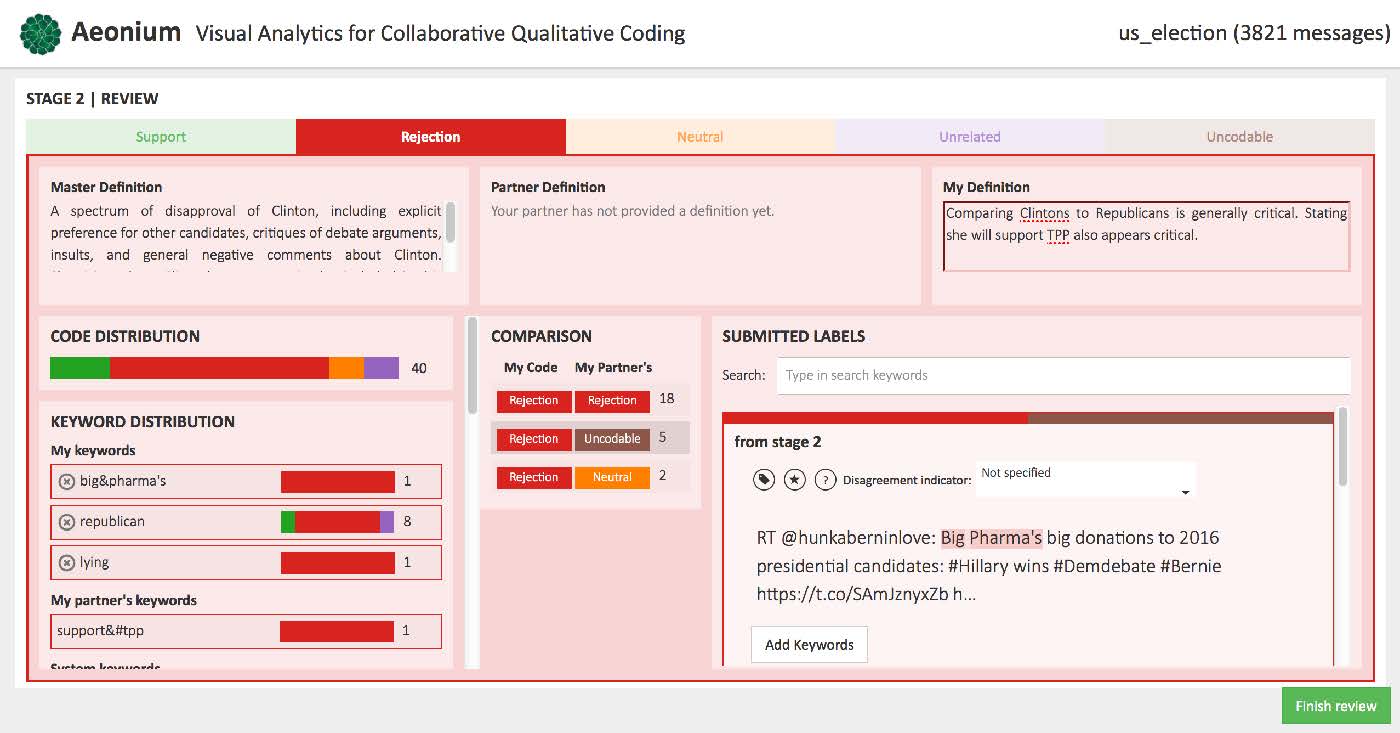 Aeonium Visual Analytics for Collaborative Qualitative Coding
us_election (3821 messages)
STAGE 2 | REVIEW
Support
Rejection
Neutral
Unrelated
Uncodable
Master Definition
A spectrum of disapproval of Clinton, including explicit
preference for other candidates, critiques of debate arguments,
insults, and general negative comments about Clinton.
Partner Definition
Your partner has not provided a definition yet.
My Definition
Comparing Clintons to Republicans is generally critical. Stating
she will support TPP also appears critical.
CODE DISTRIBUTION
40
KEYWORD DISTRIBUTION
My keywords
big&pharma's 1
republican 8
lying 1
My partner's keywords
support&#tpp 1
System keywords
COMPARISON
My Code My Partner's
Rejection Rejection 18
Rejection Uncodable 5
Rejection Neutral 2
SUBMITTED LABELS
Search: Type in search keywords
from stage 2
? Disagreement indicator: Not specified
RT @hunkaberninlove: Big Pharma's big donations to 2016
presidential candidates: #Hillary wins #Demdebate #Bernie
https://t.co/SAmJznyxZb h...
Add Keywords
Finish review